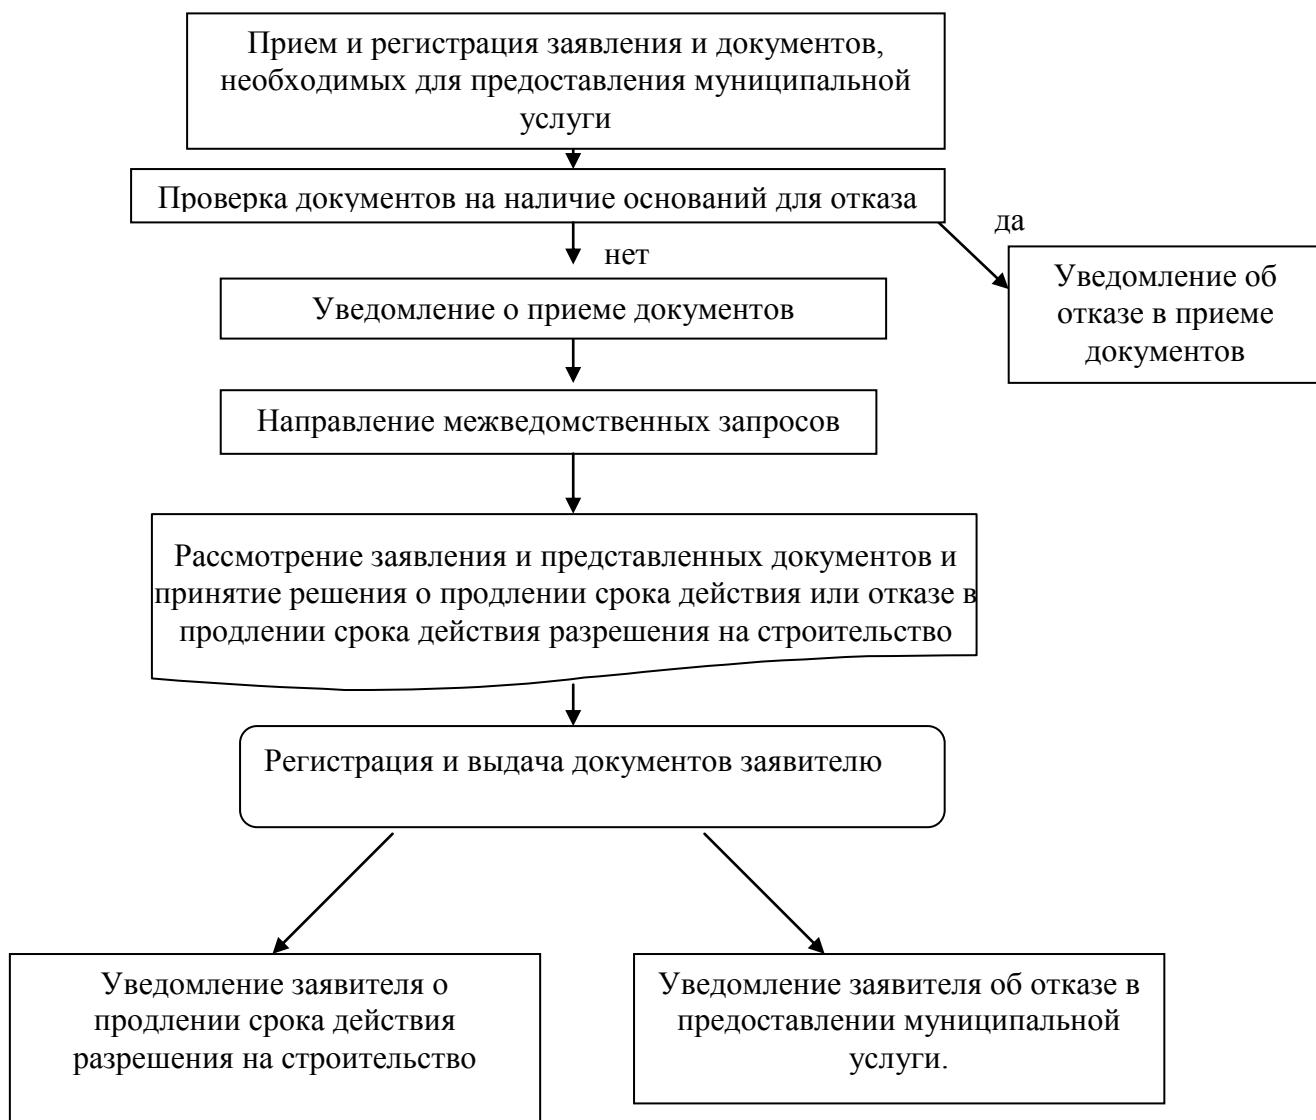 Прием и регистрация заявления и документов,
необходимых для предоставления муниципальной
услуги
Проверка документов на наличие оснований для отказа
да
нет
Уведомление об
отказе в приеме
документов
Уведомление о приеме документов
Направление межведомственных запросов
Рассмотрение заявления и представленных документов и
принятие решения о продлении срока действия или отказе в
продлении срока действия разрешения на строительство
Регистрация и выдача документов заявителю
Уведомление заявителя о
продлении срока действия
разрешения на строительство
Уведомление заявителя об отказе в
предоставлении муниципальной
услуги.